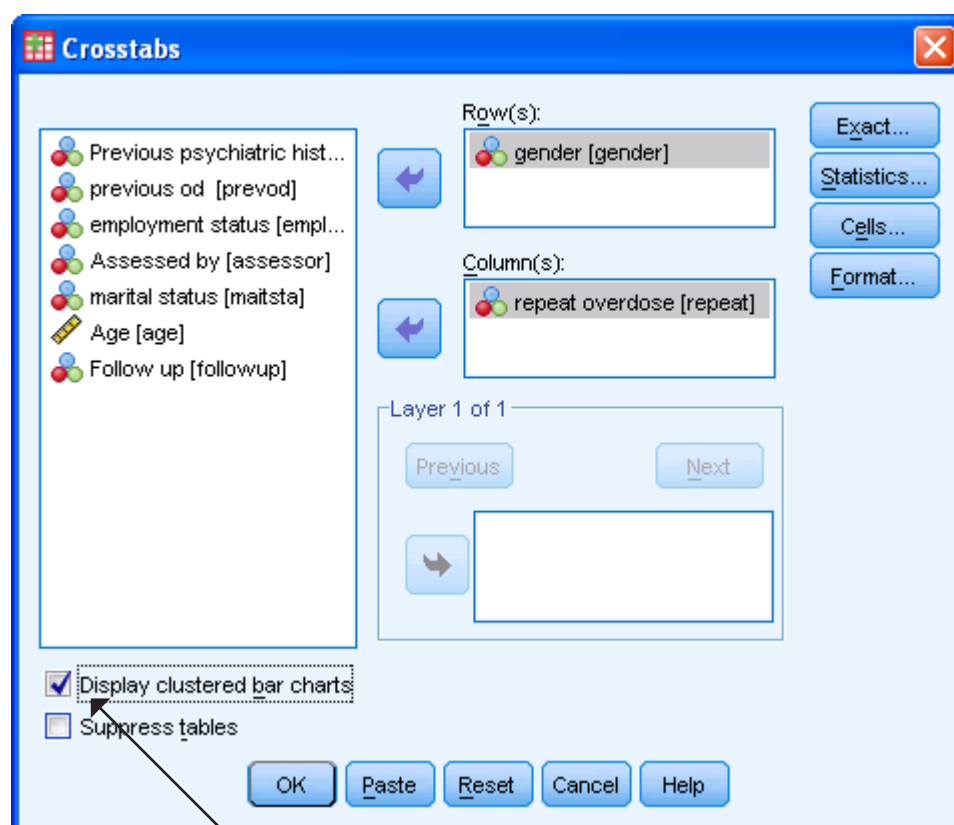 Crosstabs
Previous psychiatric hist...
previous od [prevod]
employment status [empl...
Assessed by [assessor]
marital status [maitsta]
Age [age]
Follow up [followup]
Row(s):
gender [gender]
Column(s):
repeat overdose [repeat]
Layer 1 of 1
Previous
Next
Exact...
Statistics...
Cells...
Format...
Display clustered bar charts
Suppress tables
OK
Paste
Reset
Cancel
Help